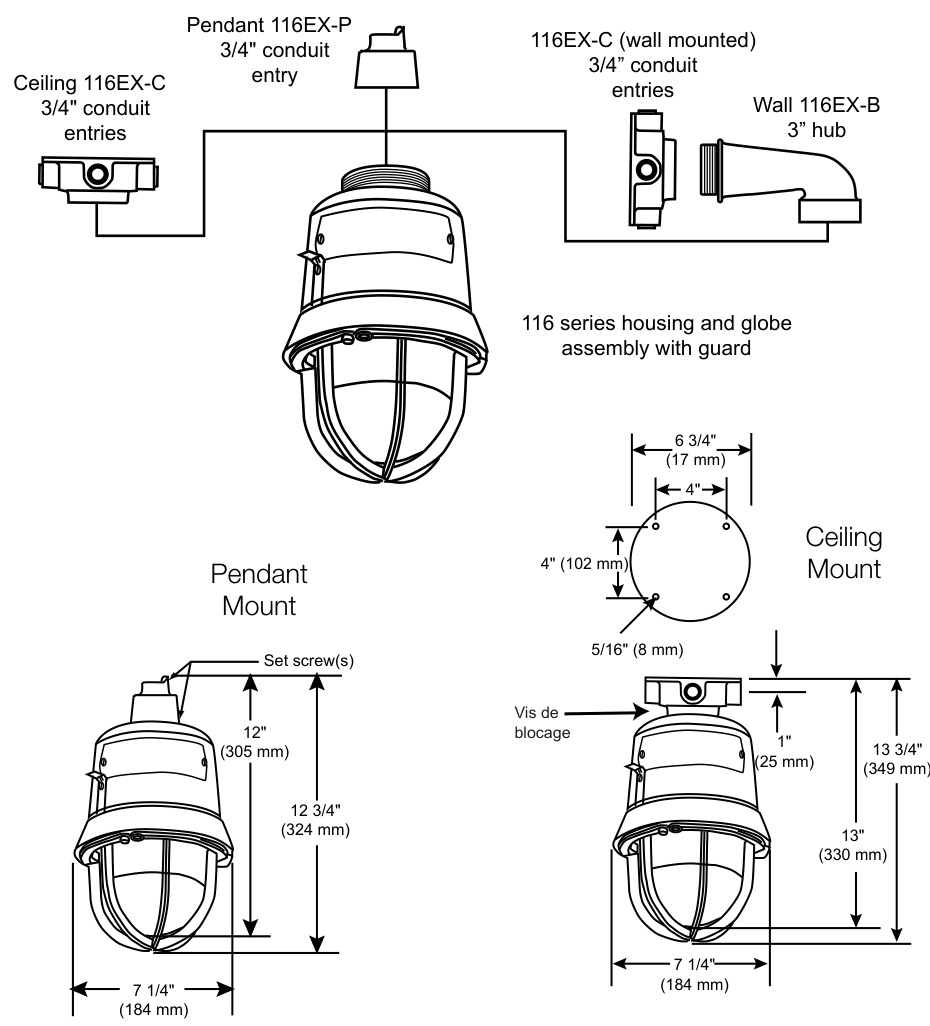 Pendant 116EX-P
3/4" conduit
entry
116EX-C (wall mounted)
3/4” conduit
entries
Ceiling 116EX-C
3/4" conduit
entries
Wall 116EX-B
3” hub
116 series housing and globe
assembly with guard
6 3/4"
(17 mm)
4"
4" (102 mm)
5/16" (8 mm)
Ceiling
Mount
Pendant
Mount
Set screw(s)
12"
(305 mm)
12 3/4"
(324 mm)
7 1/4"
(184 mm)
Vis de
blocage
1"
(25 mm)
13 3/4"
(349 mm)
13"
(330 mm)
7 1/4"
(184 mm)